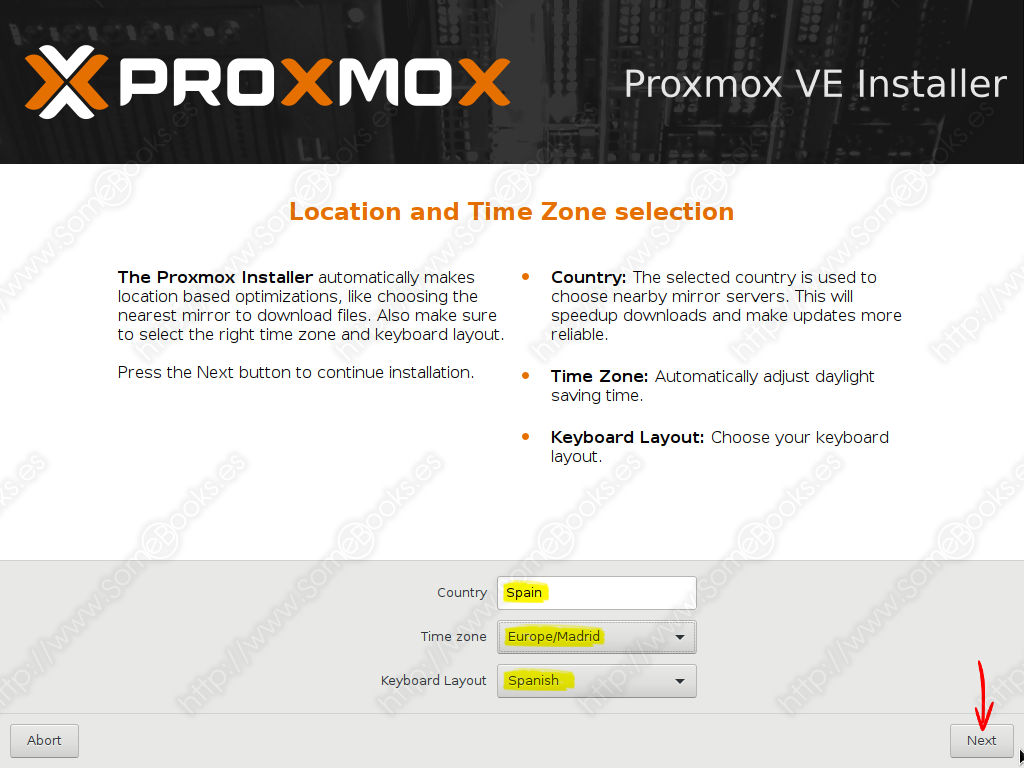 PROXMOX
Proxmox VE Installer
Location and Time Zone selection
The Proxmox Installer automatically makes
location based optimizations, like choosing the
nearest mirror to download files. Also make sure
to select the right time zone and keyboard layout.
Press the Next button to continue installation.
Country: The selected country is used to
choose nearby mirror servers. This will
speedup downloads and make updates more
reliable.
Time Zone: Automatically adjust daylight
saving time.
Keyboard Layout: Choose your keyboard
layout.
Country Spain
Time zone Europe/Madrid
Keyboard Layout Spanish
Abort
Next
http://www.SomeBooks.es